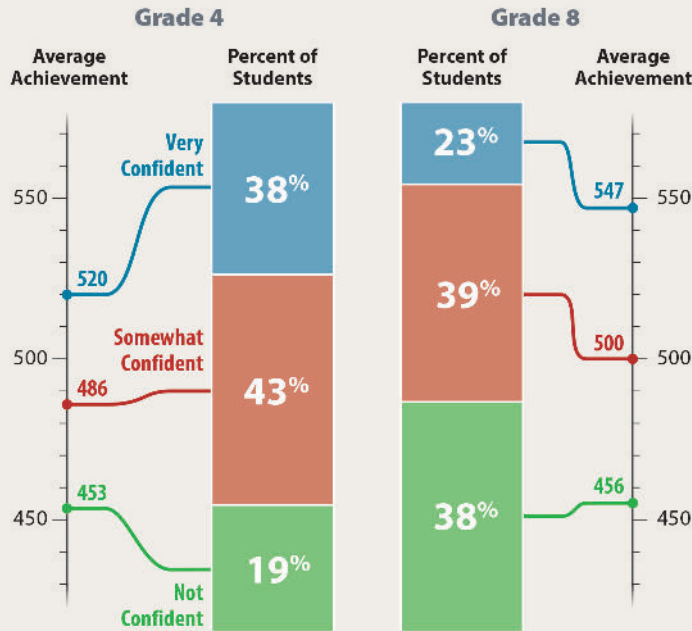 Grade 4
Grade 8
Average
Achievement
Percent of
Students
Percent of
Students
Average
Achievement
Very
Confident
38%
23%
547
550
550
520
Somewhat
Confident
39%
500
500
500
486
43%
453
456
450
450
38%
19%
Not
Confident